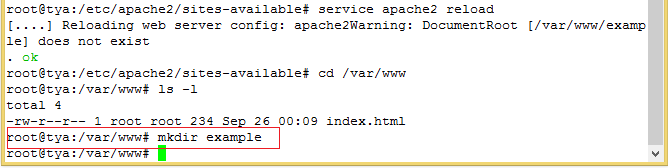 root@tya:/etc/apache2/sites-available# service apache2 reload
[....] Reloading web server config: apache2Warning: DocumentRoot [/var/www/examp
le] does not exist
. ok
root@tya:/etc/apache2/sites-available# cd /var/www
root@tya:/var/www# ls -l
total 4
-rw-r--r-- 1 root root 234 Sep 26 00:09 index.html
root@tya:/var/www# mkdir example
root@tya:/var/www#